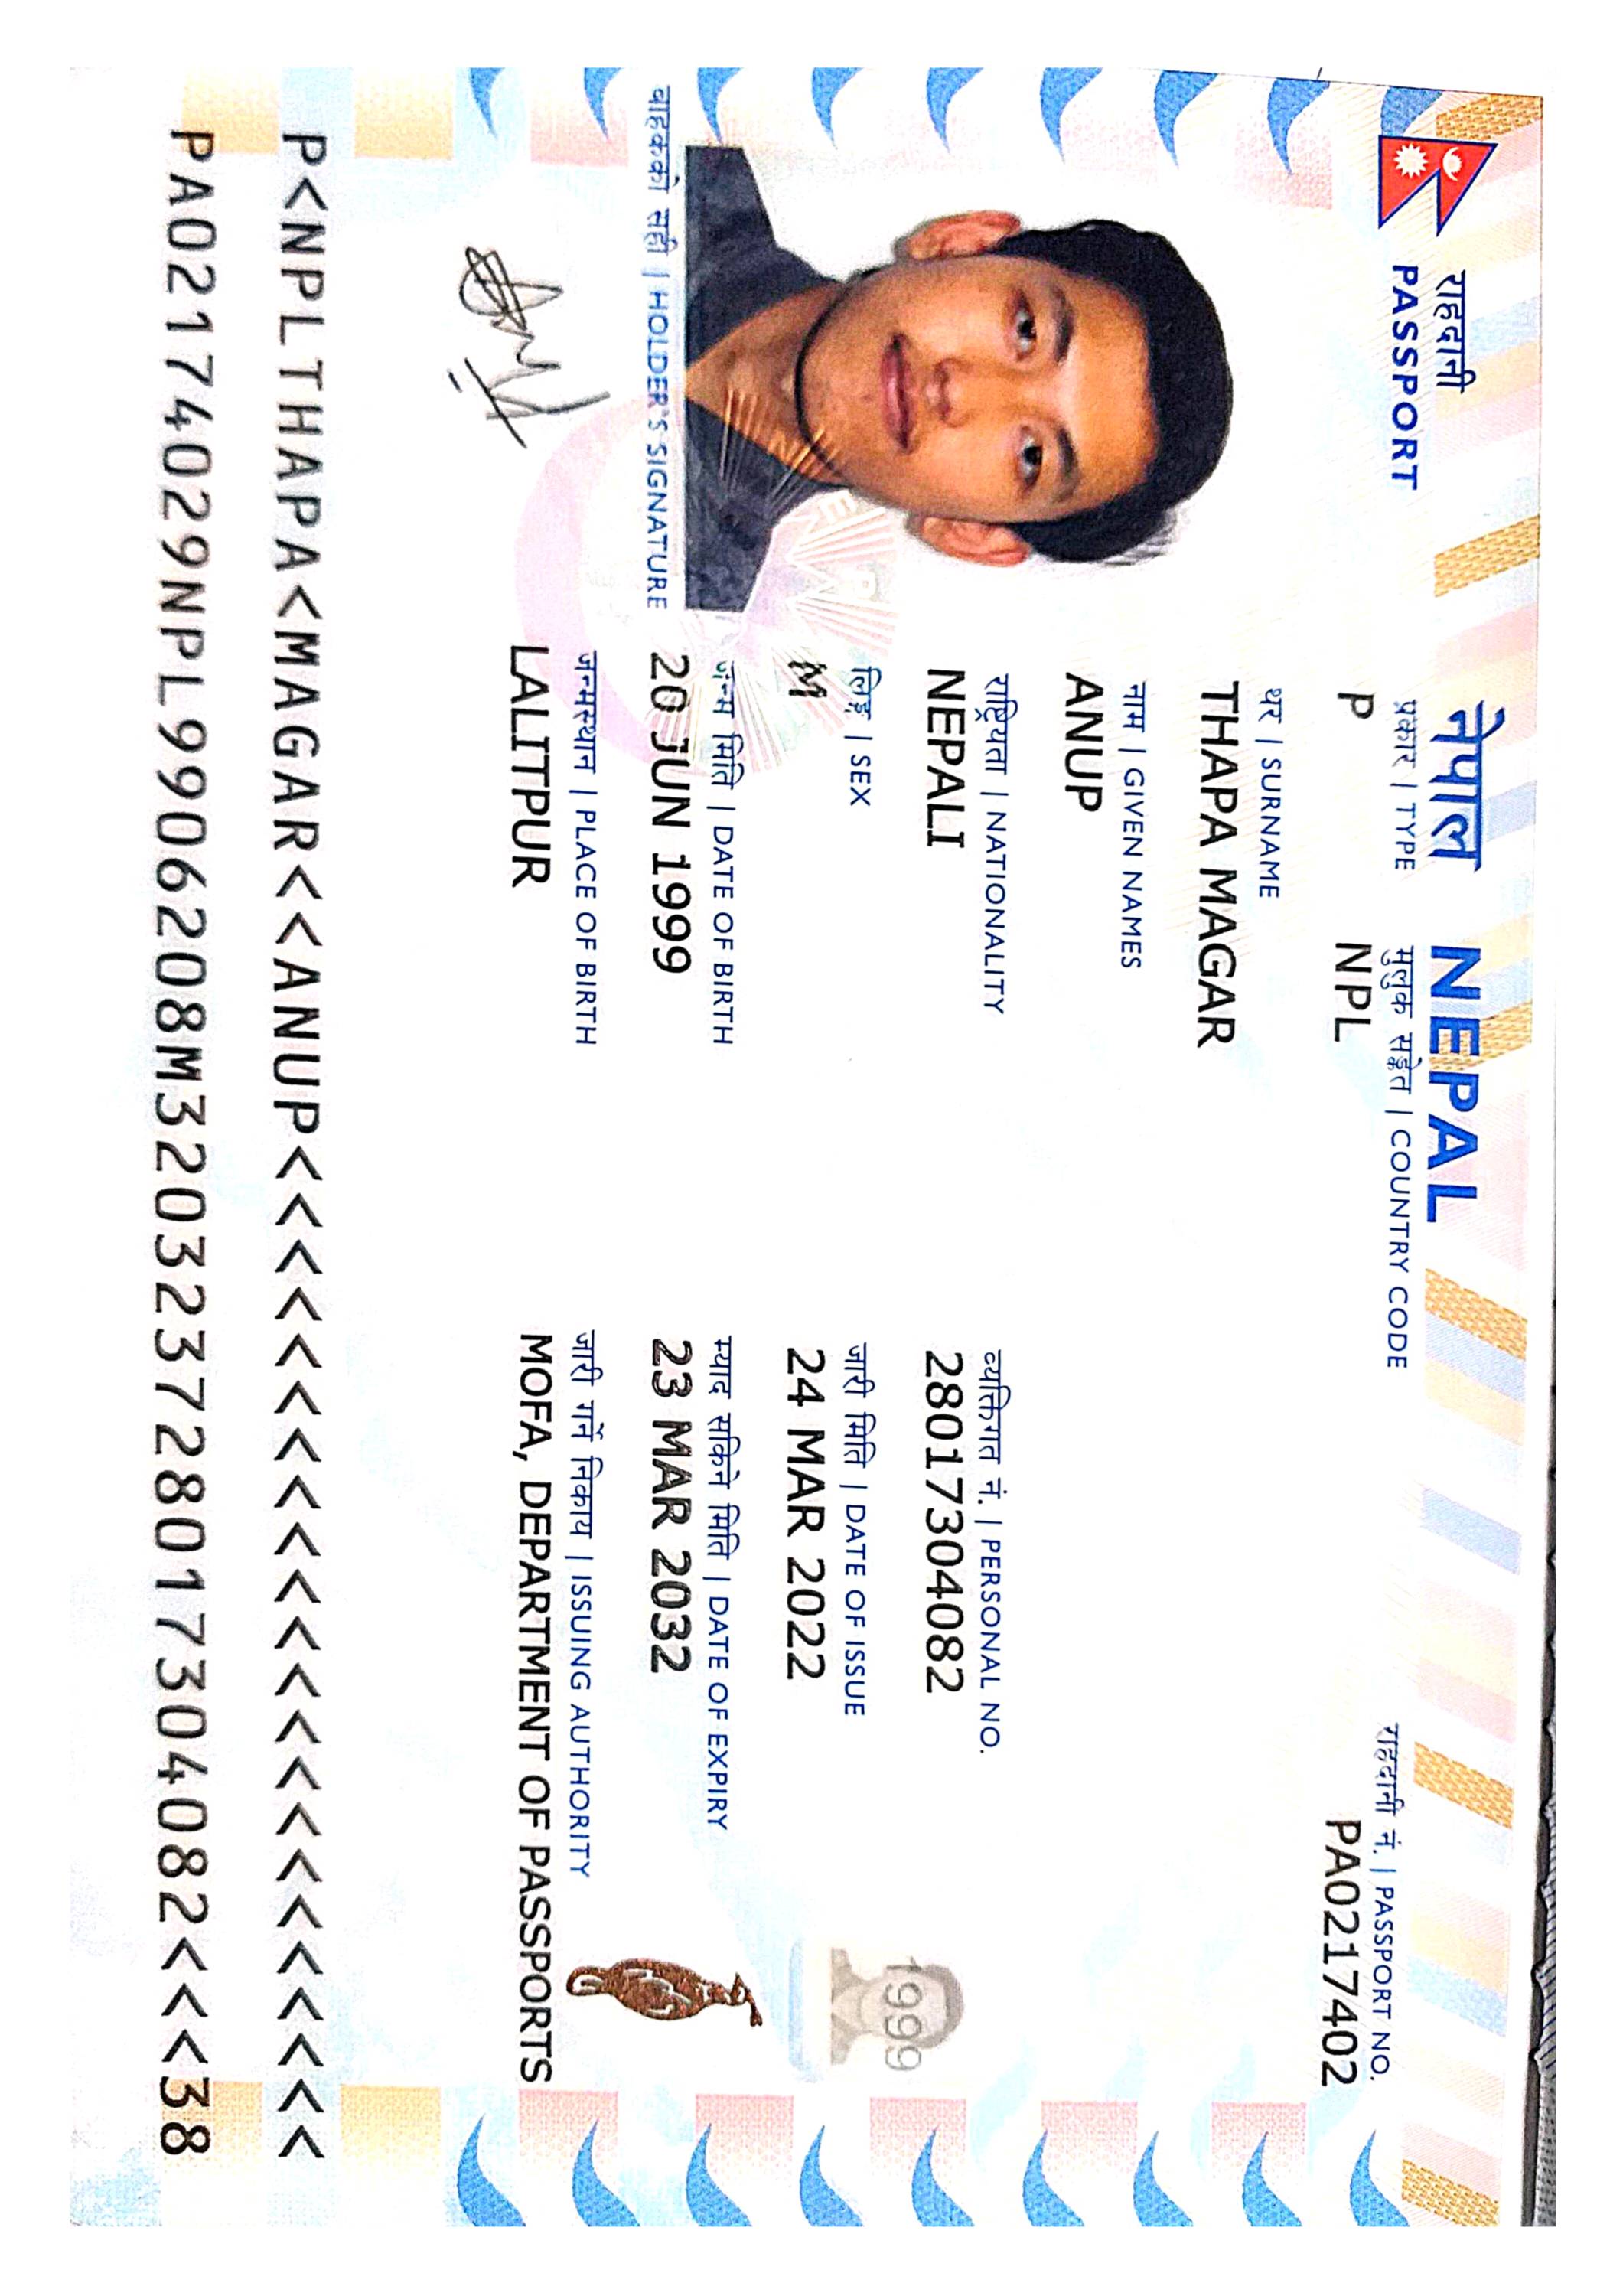 राहदानी
PASSPORT
नेपाल NEPAL
प्रकार | TYPE मुलुक सङ्केत | COUNTRY CODE राहदानी नं. | PASSPORT NO.
P NPL PA0217402
थर | SURNAME
THAPA MAGAR
नाम | GIVEN NAMES
ANUP
राष्ट्रियता | NATIONALITY व्यक्तिगत नं. | PERSONAL NO.
NEPALI 28017304082
1999
लिङ्ग | SEX जारी मिति | DATE OF ISSUE
M 24 MAR 2022
जन्म मिति | DATE OF BIRTH म्याद सकिने मिति | DATE OF EXPIRY
20 JUN 1999 23 MAR 2032
वाहकको सही | HOLDER'S SIGNATURE
जन्मस्थान | PLACE OF BIRTH जारी गर्ने निकाय | ISSUING AUTHORITY
LALITPUR MOFA, DEPARTMENT OF PASSPORTS
P<NPLTHAPA<MAGAR<<ANUP<<<<<<<<<<<<<<<<<<<<<<
PA02174029NPL9906208M32032372801730408​2<<<38